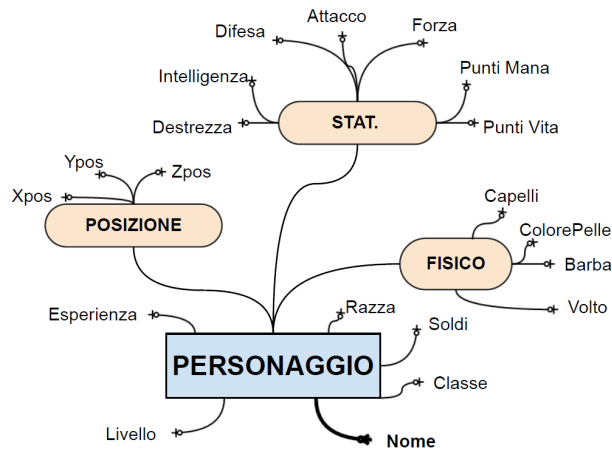 Attacco
Difesa
Forza
Intelligenza
Punti Mana
STAT.
Destrezza
Punti Vita
Ypos
Zpos
Xpos
Capelli
POSIZIONE
ColorePelle
FISICO
Barba
Esperienza
Razza
Volto
Soldi
PERSONAGGIO
Classe
Livello
Nome